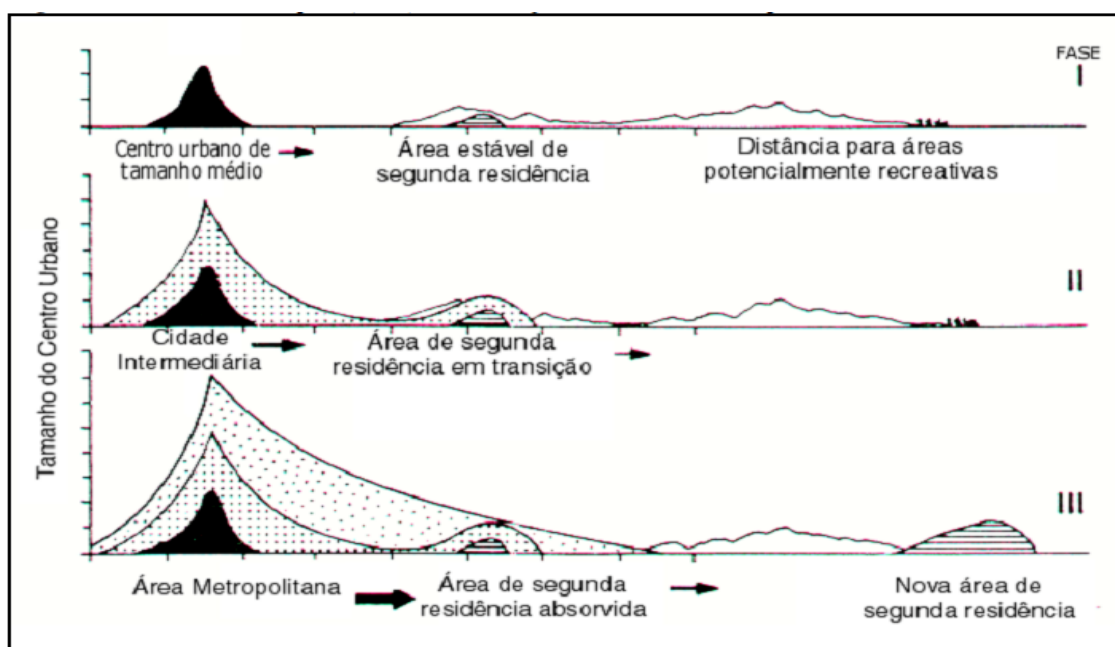 FASE
I
Centro urbano de
tamanho médio
Área estável de
segunda residência
Distância para áreas
potencialmente recreativas
Tamanho do Centro Urbano
II
Cidade
Intermediária
Área de segunda
residência em transição
III
Área Metropolitana
Área de segunda
residência absorvida
Nova área de
segunda residência